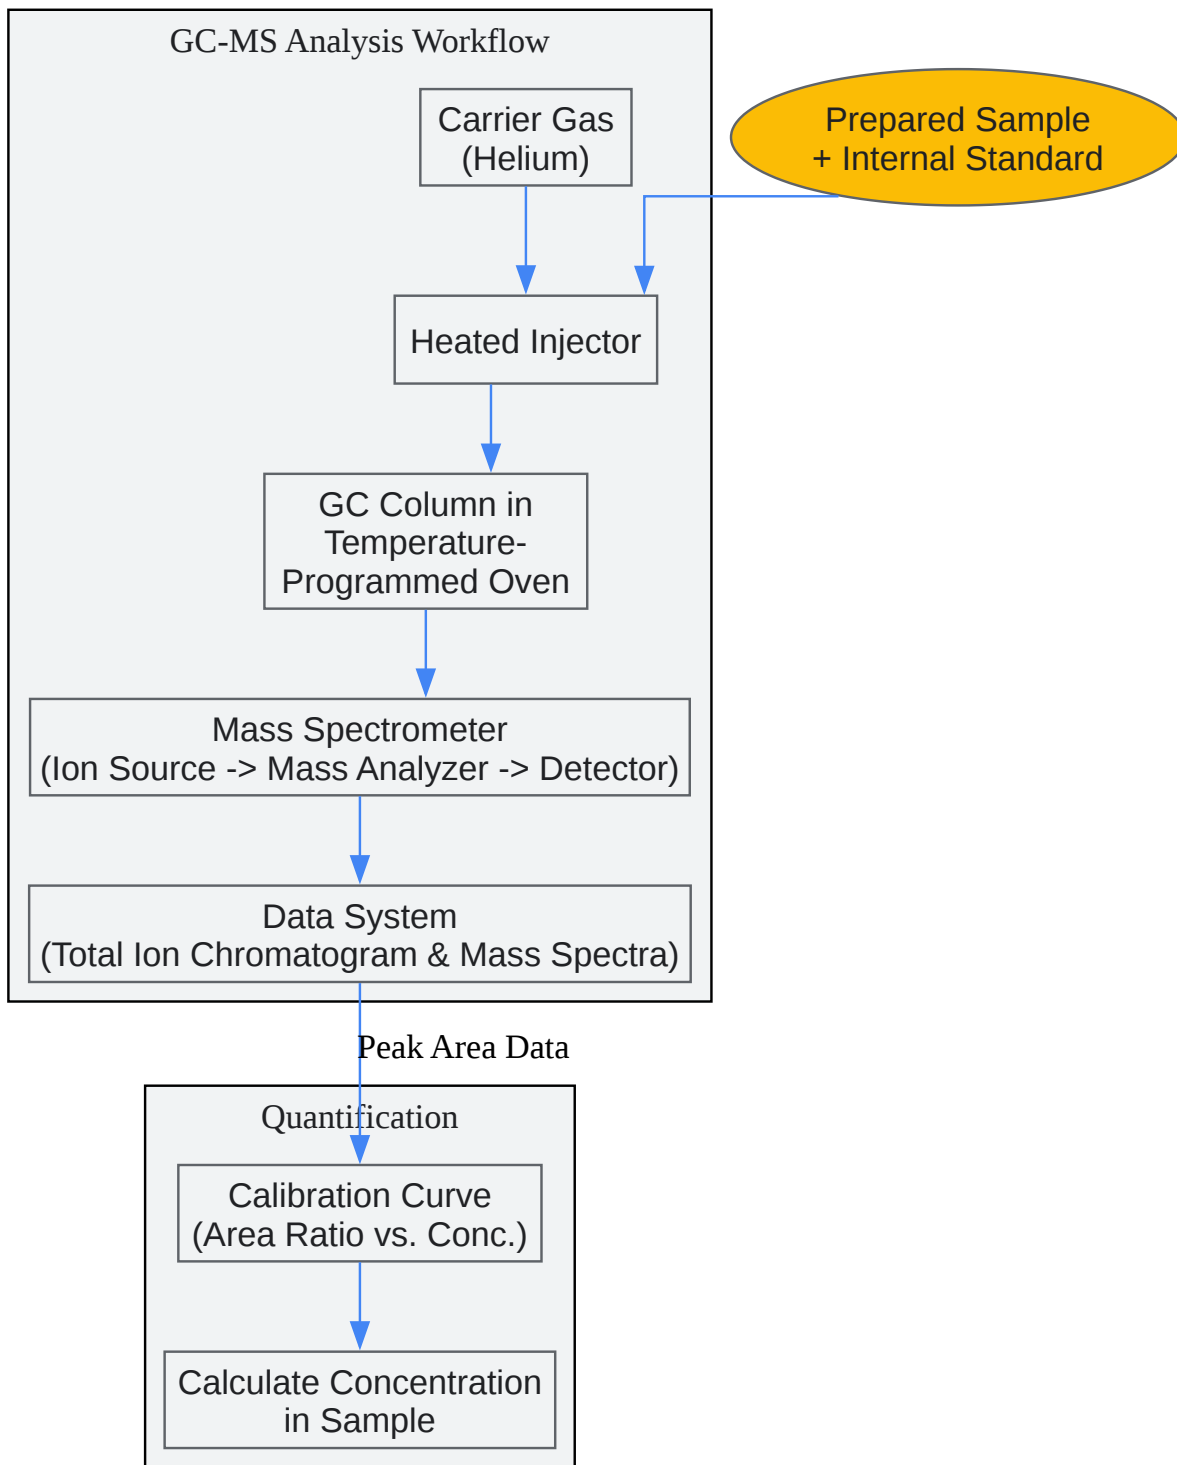 GC-MS Analysis Workflow
Carrier Gas
(Helium)
Prepared Sample
+ Internal Standard
Heated Injector
GC Column in
Temperature-
Programmed Oven
Mass Spectrometer
(Ion Source -> Mass Analyzer -> Detector)
Data System
(Total Ion Chromatogram & Mass Spectra)
Peak Area Data
Quantification
Calibration Curve
(Area Ratio vs. Conc.)
Calculate Concentration
in Sample